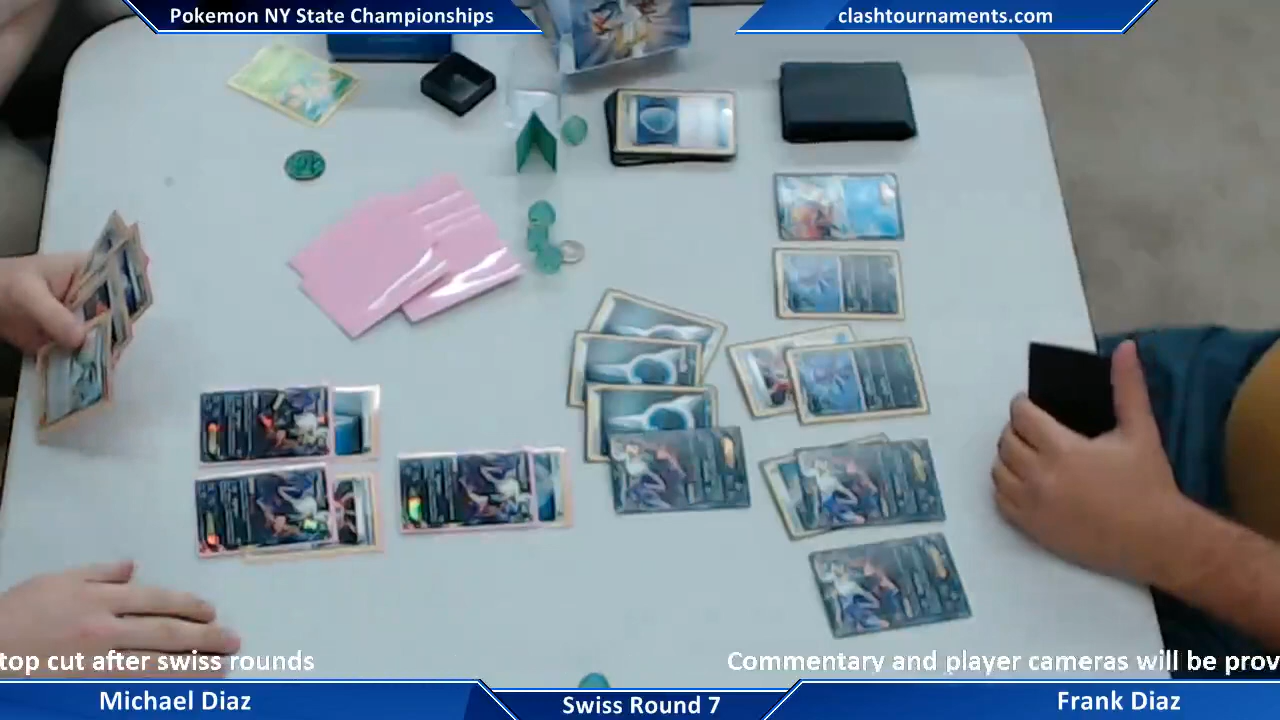 Pokemon NY State Championships
clashtournaments.com
top cut after swiss rounds
Commentary and player cameras will be prov
Michael Diaz
Swiss Round 7
Frank Diaz